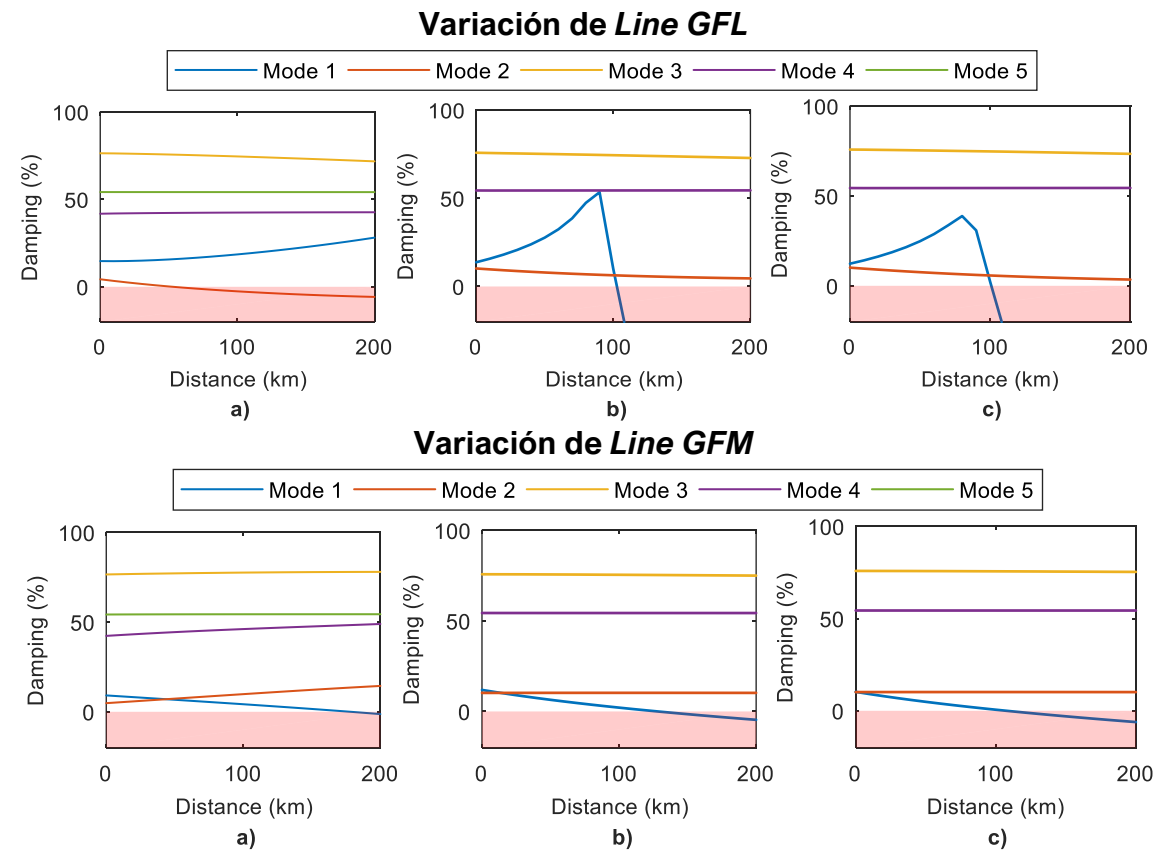 Variación de Line GFL
Mode 1 Mode 2 Mode 3 Mode 4 Mode 5
100
50
0
Damping (%)
0 100 200
Distance (km)
a)
100
50
0
Damping (%)
0 100 200
Distance (km)
b)
100
50
0
Damping (%)
0 100 200
Distance (km)
c)
Variación de Line GFM
Mode 1 Mode 2 Mode 3 Mode 4 Mode 5
100
50
0
Damping (%)
0 100 200
Distance (km)
a)
100
50
0
Damping (%)
0 100 200
Distance (km)
b)
100
50
0
Damping (%)
0 100 200
Distance (km)
c)